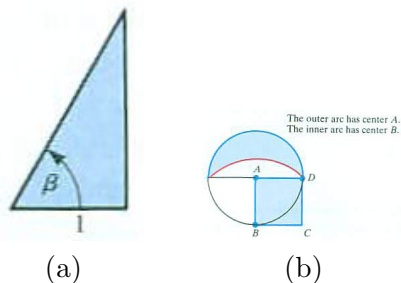 The outer arc has center A.
The inner arc has center B.
A
D
β
1
B
C
(a)
(b)